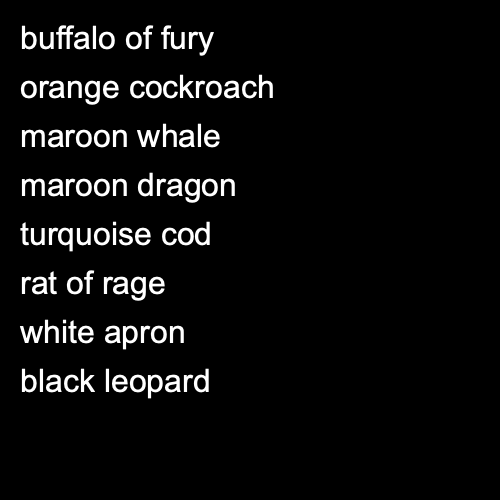 buffalo of fury
orange cockroach
maroon whale
maroon dragon
turquoise cod
rat of rage
white apron
black leopard